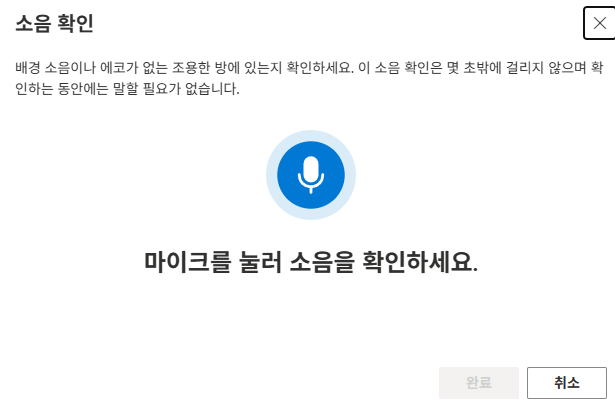 소음 확인
배경 소음이나 에코가 없는 조용한 방에 있는지 확인하세요. 이 소음 확인은 몇 초밖에 걸리지 않으며 확
인하는 동안에는 말할 필요가 없습니다.
마이크를 눌러 소음을 확인하세요.
완료
취소